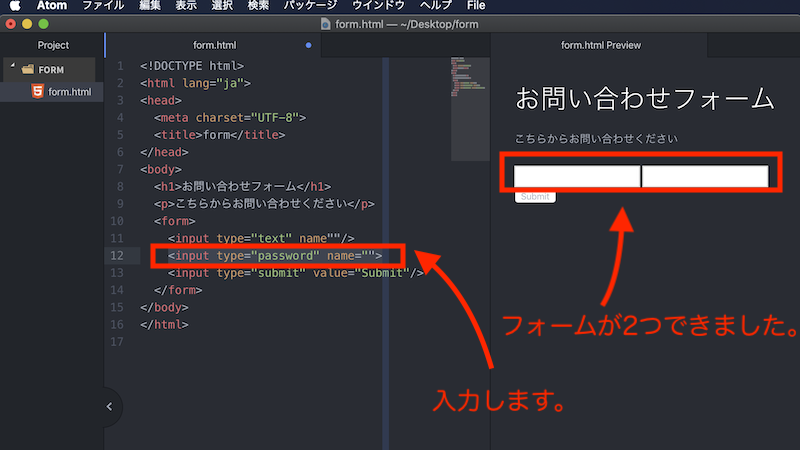 Atom ファイル 編集 表示 選択 検索 パッケージ ウインドウ ヘルプ File
form.html — ~/Desktop/form
Project
form.html
form.html Preview
FORM
form.html
1 <!DOCTYPE html>
2 <html lang="ja">
3 <head>
4 <meta charset="UTF-8">
5 <title>form</title>
6 </head>
7 <body>
8 <h1>お問い合わせフォーム</h1>
9 <p>こちらからお問い合わせください</p>
10 <form>
11 <input type="text" name""/>
12 <input type="password" name="">
13 <input type="submit" value="Submit"/>
14 </form>
15 </body>
16 </html>
17
お問い合わせフォーム
こちらからお問い合わせください
Submit
フォームが2つできました。
入力します。